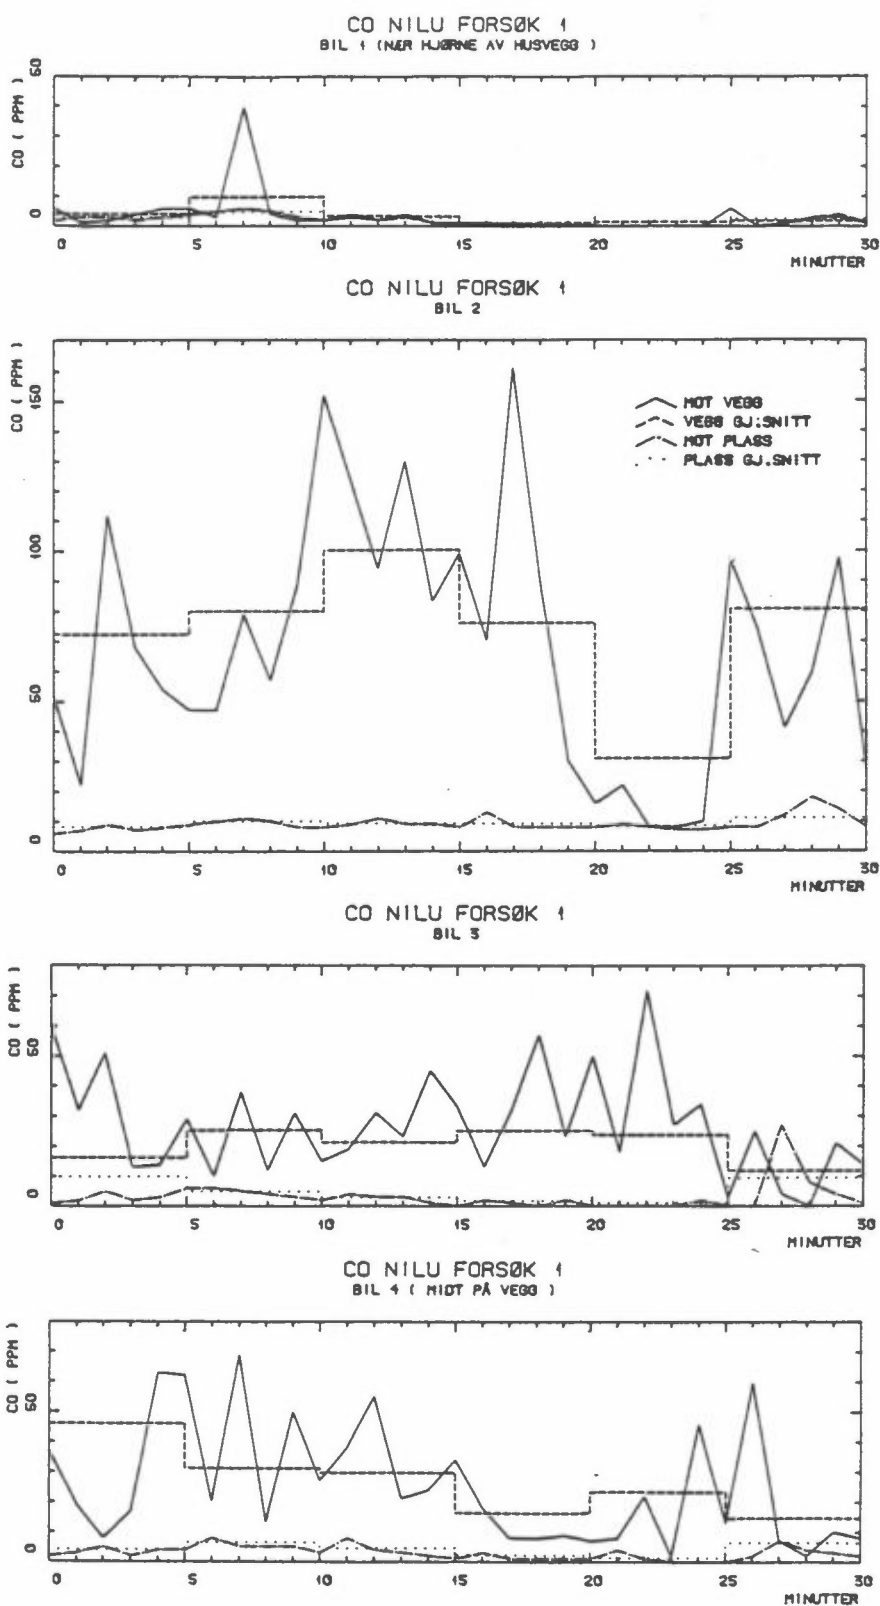 CO NILU FORSØK 1
BIL 1 (NÆR HJØRNE AV HUSVEGG )
CO ( PPM
50
0
0 5 10 15 20 25 30
MINUTTER
CO NILU FORSØK 1
BIL 2
CO ( PPM
150
100
50
0
MOT VEGG
VEGG GJ:SNITT
MOT PLASS
PLASS GJ.SNITT
0 5 10 15 20 25 30
MINUTTER
CO NILU FORSØK 1
BIL 3
CO ( PPM
50
0
0 5 10 15 20 25 30
MINUTTER
CO NILU FORSØK 1
BIL 4 ( MIDT PÅ VEGG )
CO ( PPM
50
0
0 5 10 15 20 25 30
MINUTTER